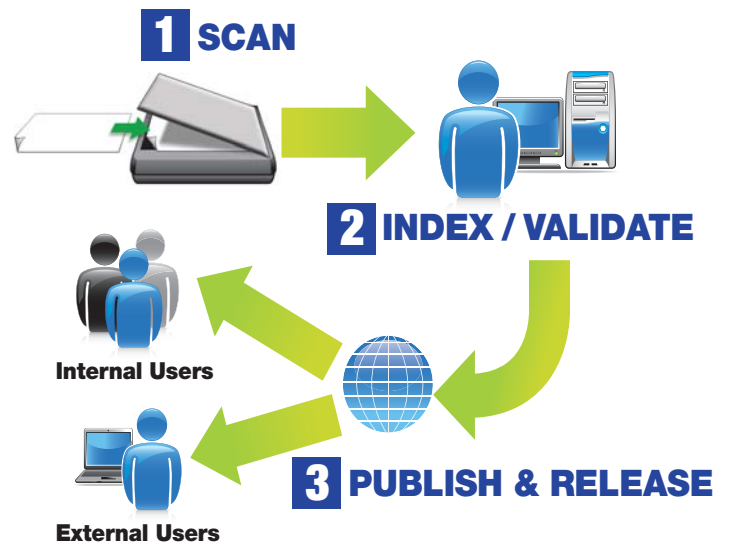 1 SCAN
2 INDEX / VALIDATE
Internal Users
3 PUBLISH & RELEASE
External Users